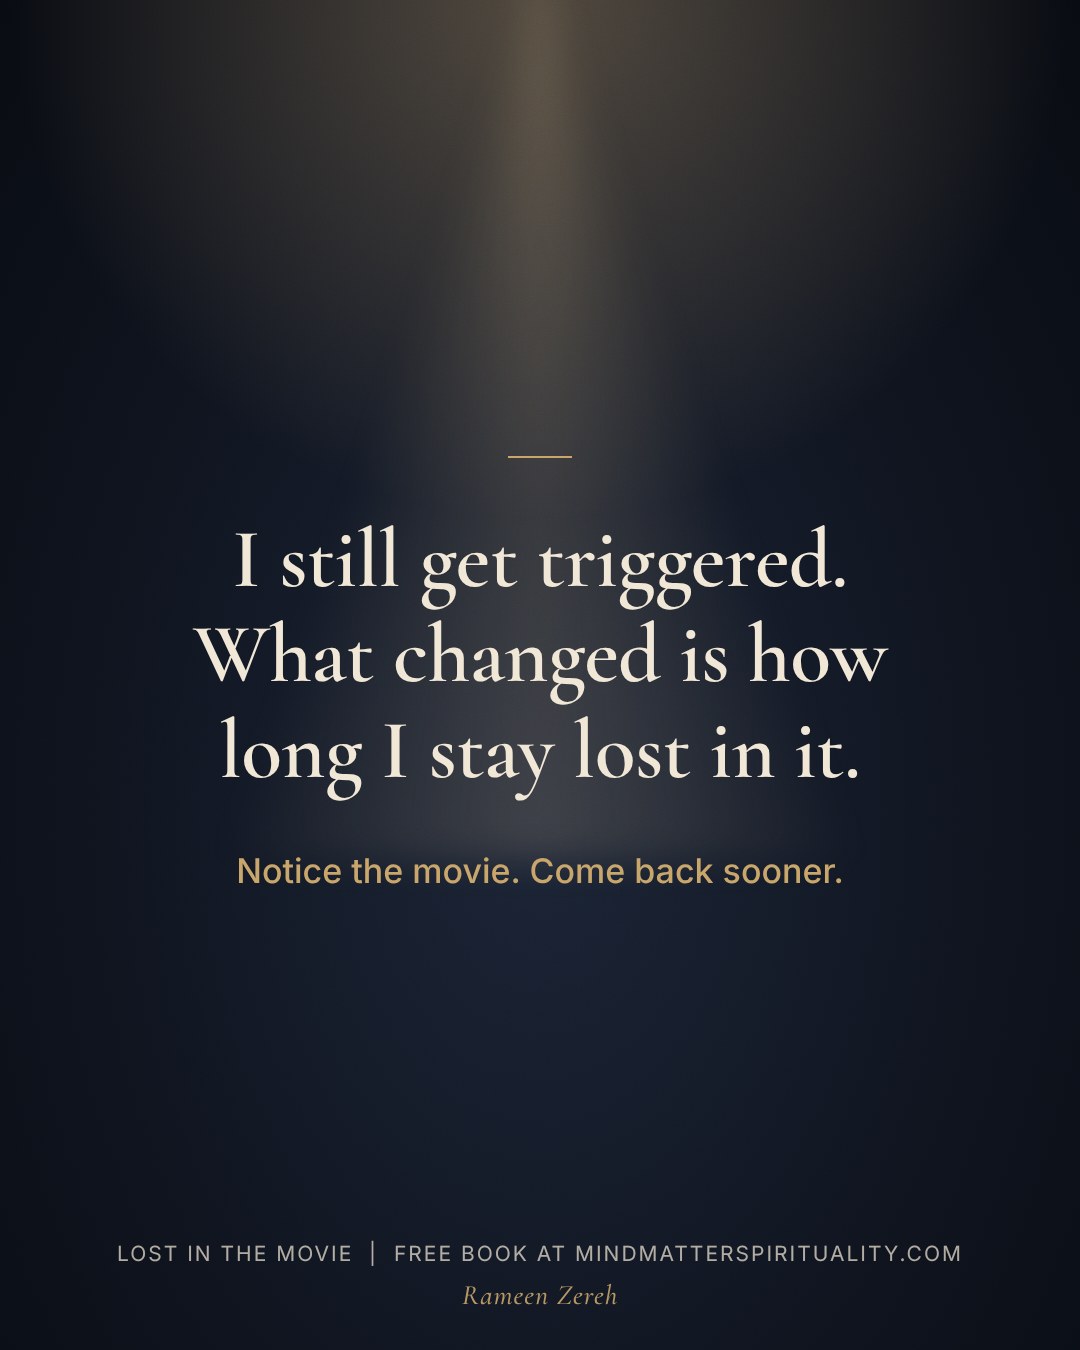 I still get triggered.
What changed is how
long I stay lost in it.
Notice the movie. Come back sooner.
LOST IN THE MOVIE | FREE BOOK AT MINDMATTERSPIRITUALITY.COM
Rameen Zereh